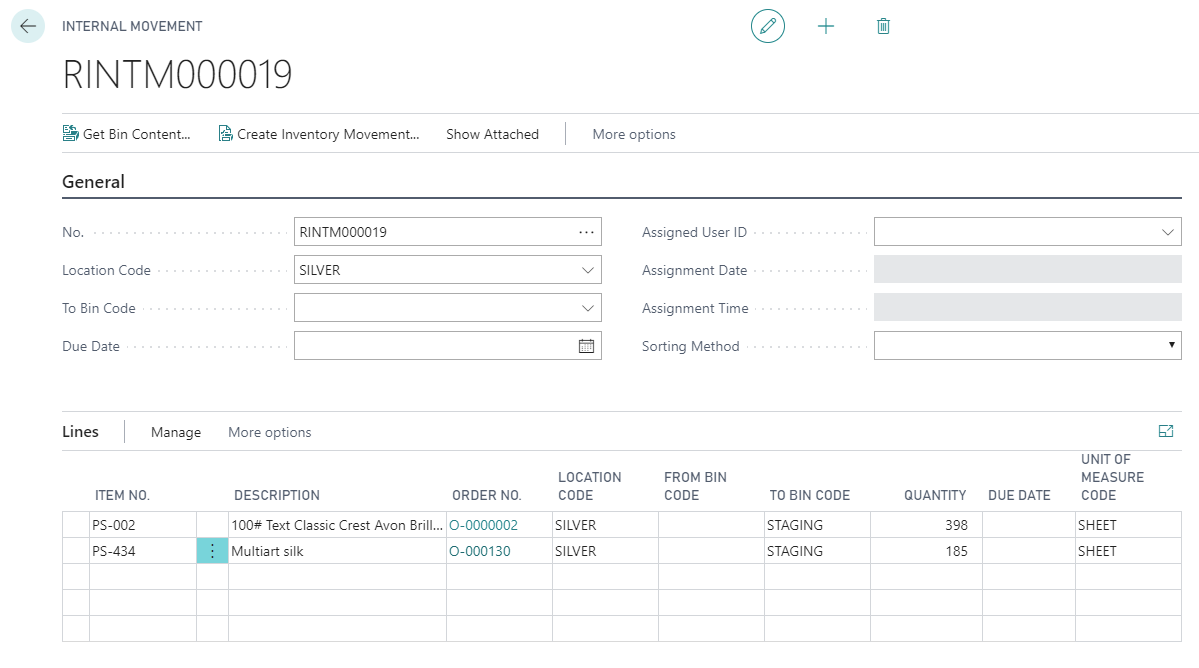 INTERNAL MOVEMENT
RINTM000019
Get Bin Content... Create Inventory Movement... Show Attached More options
General
No. RINTM000019 ... Assigned User ID
Location Code SILVER Assignment Date
To Bin Code Assignment Time
Due Date Sorting Method
Lines Manage More options
ITEM NO. DESCRIPTION ORDER NO. LOCATION CODE FROM BIN CODE TO BIN CODE QUANTITY DUE DATE UNIT OF MEASURE CODE
PS-002 100# Text Classic Crest Avon Brill... O-0000002 SILVER STAGING 398 SHEET
PS-434 Multiart silk O-000130 SILVER STAGING 185 SHEET